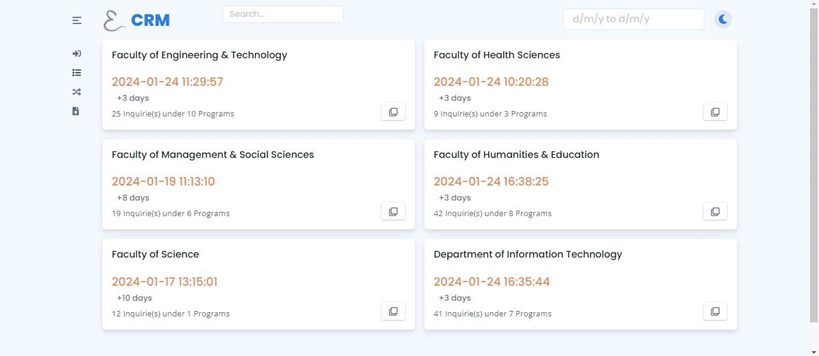 CRM
Search...
d/m/y to d/m/y
Faculty of Engineering & Technology
2024-01-24 11:29:57
+3 days
25 Inquirie(s) under 10 Programs
Faculty of Health Sciences
2024-01-24 10:20:28
+3 days
9 Inquirie(s) under 3 Programs
Faculty of Management & Social Sciences
2024-01-19 11:13:10
+8 days
19 Inquirie(s) under 6 Programs
Faculty of Humanities & Education
2024-01-24 16:38:25
+3 days
42 Inquirie(s) under 8 Programs
Faculty of Science
2024-01-17 13:15:01
+10 days
12 Inquirie(s) under 1 Programs
Department of Information Technology
2024-01-24 16:35:44
+3 days
41 Inquirie(s) under 7 Programs